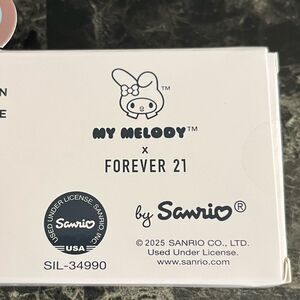 N
E
™
MY MELODY™
x
FOREVER 21
USED UNDER LICENSE. SANRIO INC.
Sanrio
USA
by Sanrio®
SIL-34990
© 2025 SANRIO CO., LTD.
Used Under License.
www.sanrio.com